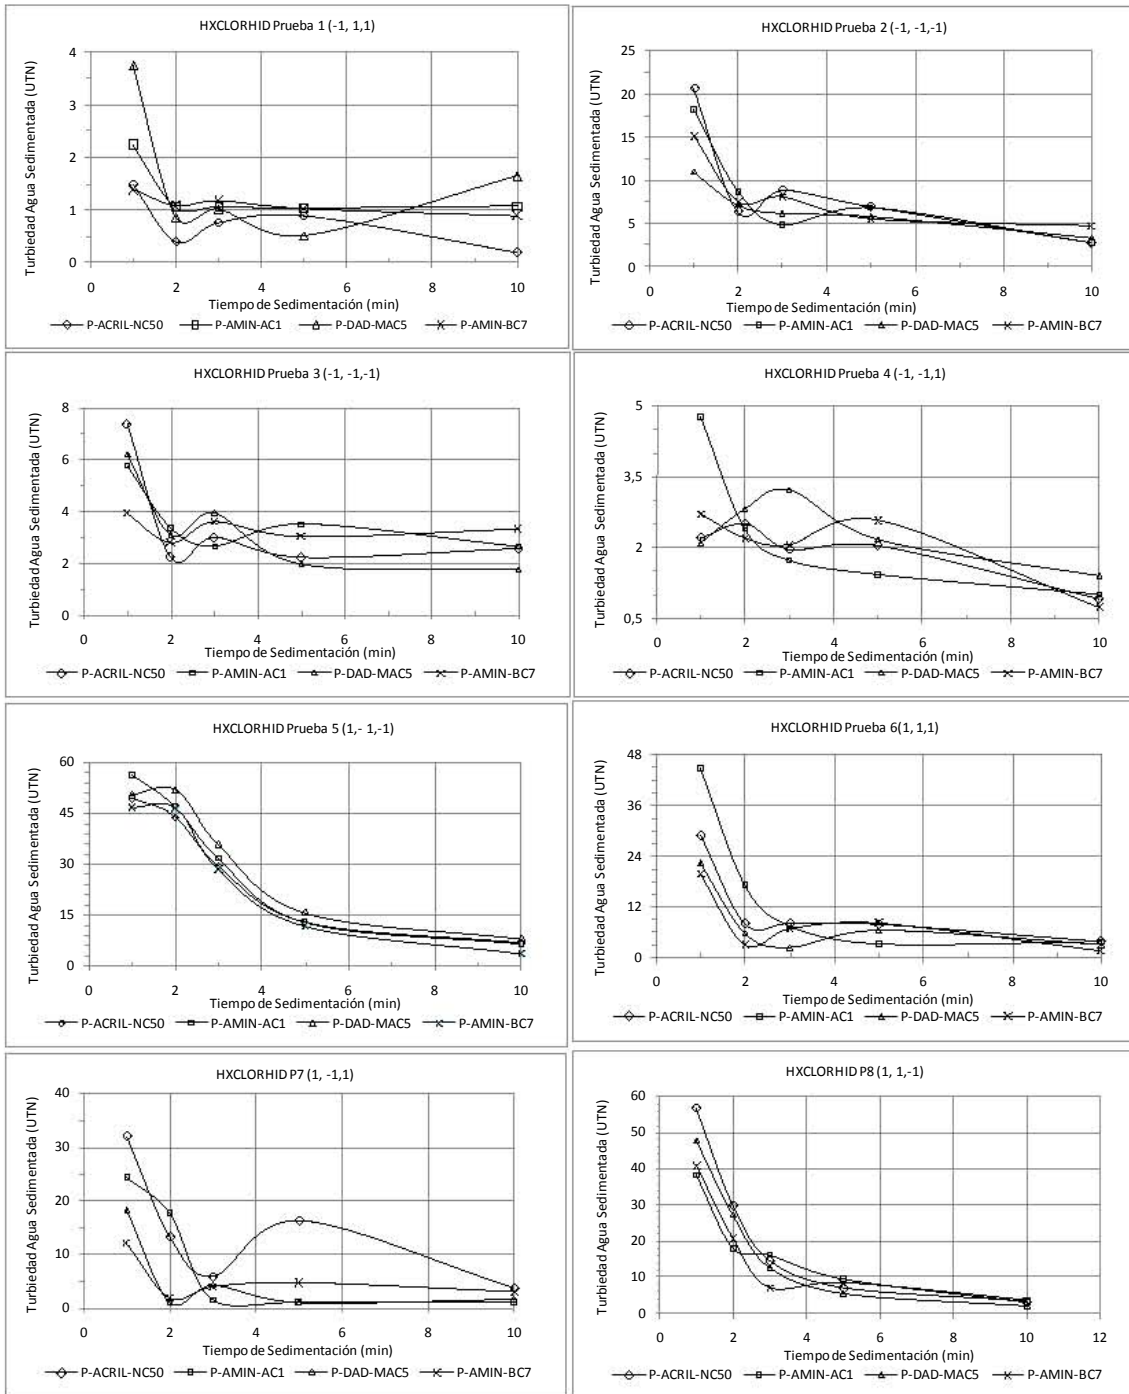 HXCLORHID Prueba 1 (-1, 1,1)
Turbiedad Agua Sedimentada (UTN)
4
3
2
1
0
0 2 4 6 8 10
Tiempo de Sedimentación (min)
P-ACRIL-NC50 P-AMIN-AC1 P-DAD-MAC5 P-AMIN-BC7
HXCLORHID Prueba 2 (-1, -1,-1)
Turbiedad Agua Sedimentada (UTN)
25
20
15
10
5
0
0 2 4 6 8 10
Tiempo de Sedimentación (min)
P-ACRIL-NC50 P-AMIN-AC1 P-DAD-MAC5 P-AMIN-BC7
HXCLORHID Prueba 3 (-1, -1,-1)
Turbiedad Agua Sedimentada (UTN)
8
6
4
2
0
0 2 4 6 8 10
Tiempo de Sedimentación (min)
P-ACRIL-NC50 P-AMIN-AC1 P-DAD-MAC5 P-AMIN-BC7
HXCLORHID Prueba 4 (-1, -1,1)
Turbiedad Agua Sedimentada (UTN)
5
3,5
2
0,5
0 2 4 6 8 10
Tiempo de Sedimentación (min)
P-ACRIL-NC50 P-AMIN-AC1 P-DAD-MAC5 P-AMIN-BC7
HXCLORHID Prueba 5 (1,- 1,-1)
Turbiedad Agua Sedimentada (UTN)
60
45
30
15
0
0 2 4 6 8 10
Tiempo de Sedimentación (min)
P-ACRIL-NC50 P-AMIN-AC1 P-DAD-MAC5 P-AMIN-BC7
HXCLORHID Prueba 6(1, 1,1)
Turbiedad Agua Sedimentada (UTN)
48
36
24
12
0
0 2 4 6 8 10
Tiempo de Sedimentación (min)
P-ACRIL-NC50 P-AMIN-AC1 P-DAD-MAC5 P-AMIN-BC7
HXCLORHID P7 (1, -1,1)
Turbiedad Agua Sedimentada (UTN)
40
30
20
10
0
0 2 4 6 8 10
Tiempo de Sedimentación (min)
P-ACRIL-NC50 P-AMIN-AC1 P-DAD-MAC5 P-AMIN-BC7
HXCLORHID P8 (1, 1,-1)
Turbiedad Agua Sedimentada (UTN)
60
50
40
30
20
10
0
0 2 4 6 8 10 12
Tiempo de Sedimentación (min)
P-ACRIL-NC50 P-AMIN-AC1 P-DAD-MAC5 P-AMIN-BC7